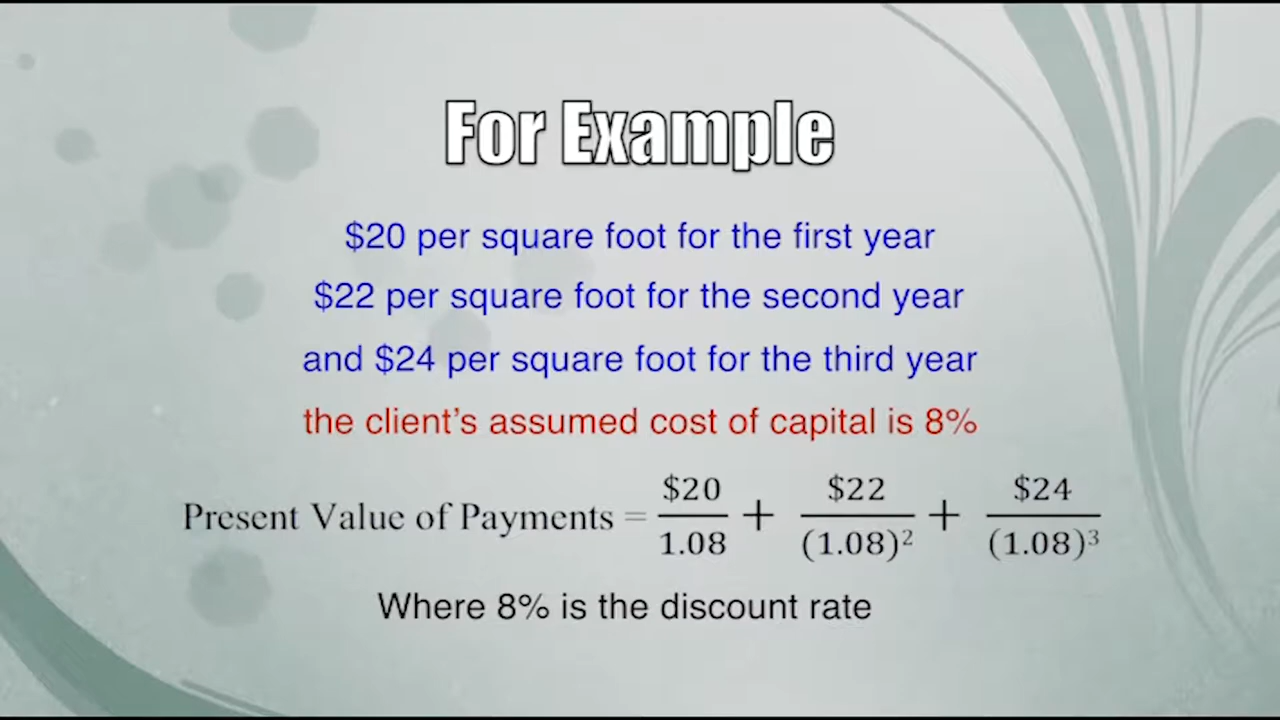 For Example
$20 per square foot for the first year
$22 per square foot for the second year
and $24 per square foot for the third year
the client's assumed cost of capital is 8%
Present Value of Payments = $20/1.08 + $22/(1.08)² + $24/(1.08)³
Where 8% is the discount rate